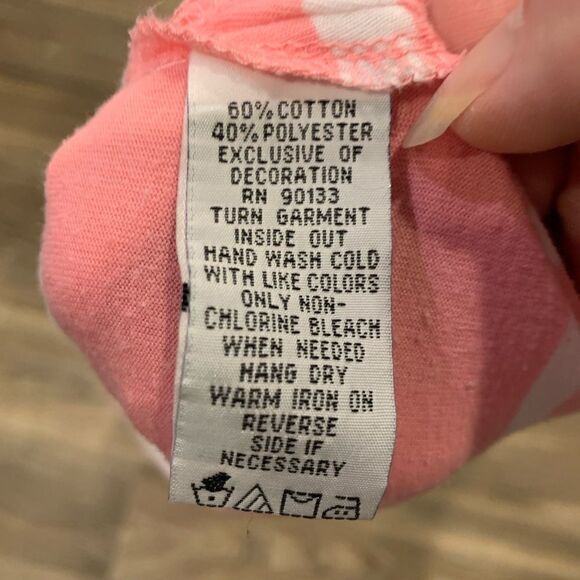 60% COTTON
40% POLYESTER
EXCLUSIVE OF
DECORATION
RN 90133
TURN GARMENT
INSIDE OUT
HAND WASH COLD
WITH LIKE COLORS
ONLY NON-
CHLORINE BLEACH
WHEN NEEDED
HANG DRY
WARM IRON ON
REVERSE
SIDE IF
NECESSARY